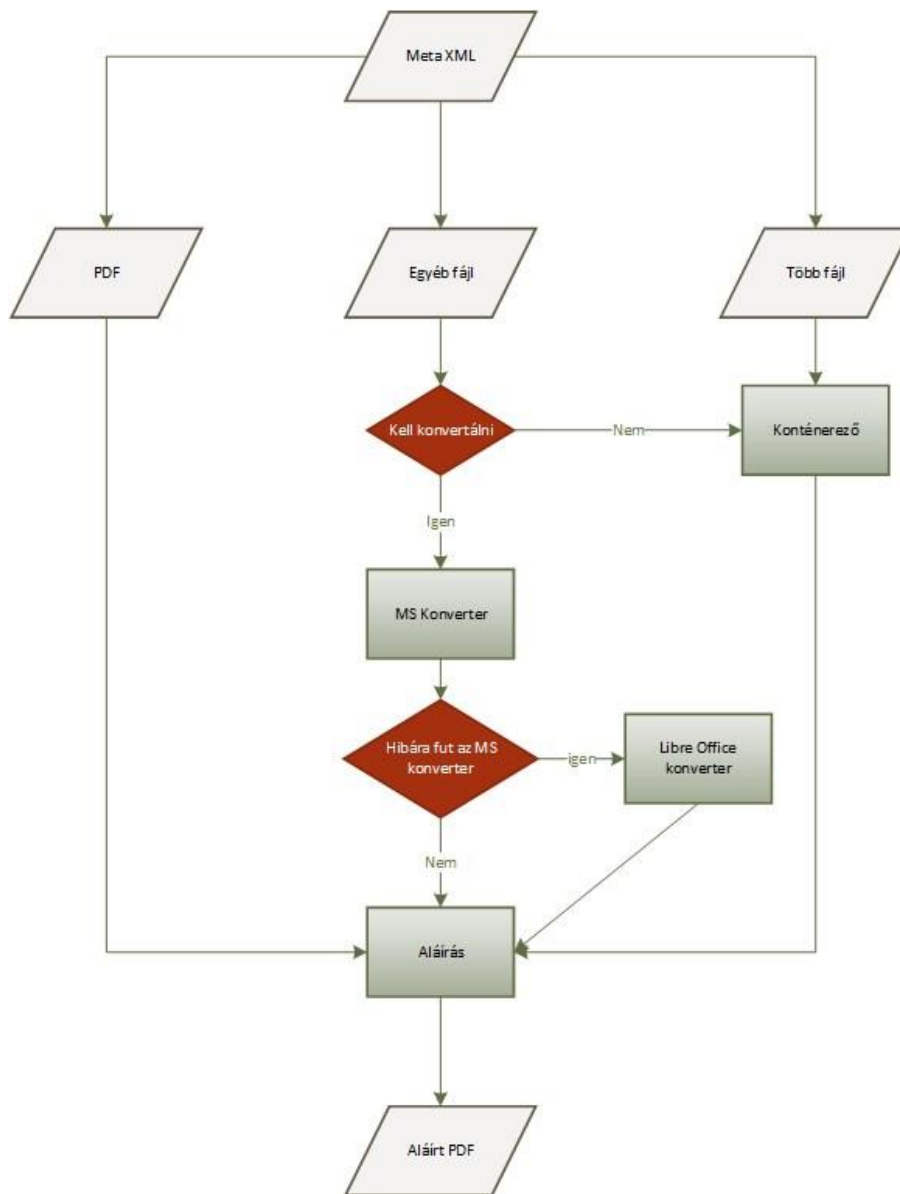 Meta XML
PDF
Egyéb fájl
Több fájl
Kell konvertálni
Nem
Konténerező
Igen
MS Konverter
Hibára fut az MS
konverter
igen
Libre Office
konverter
Nem
Aláírás
Aláírt PDF